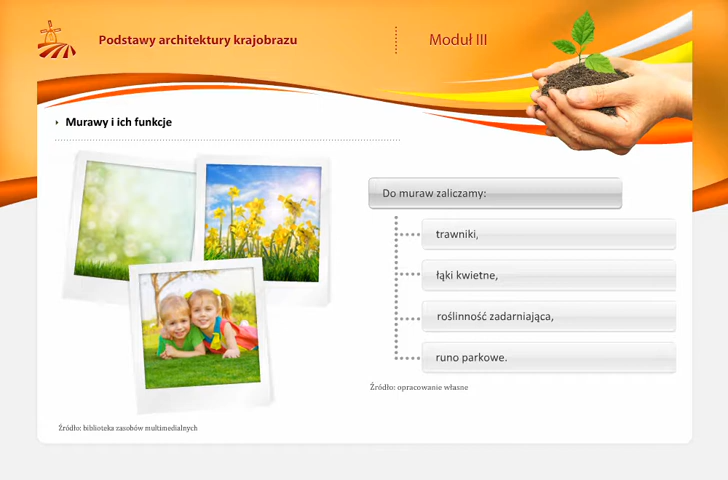 Podstawy architektury krajobrazu
Moduł III
Murawy i ich funkcje
Do muraw zaliczamy:
trawniki,
łąki kwietne,
roślinność zadarniająca,
runo parkowe.
Źródło: opracowanie własne
Źródło: biblioteka zasobów multimedialnych